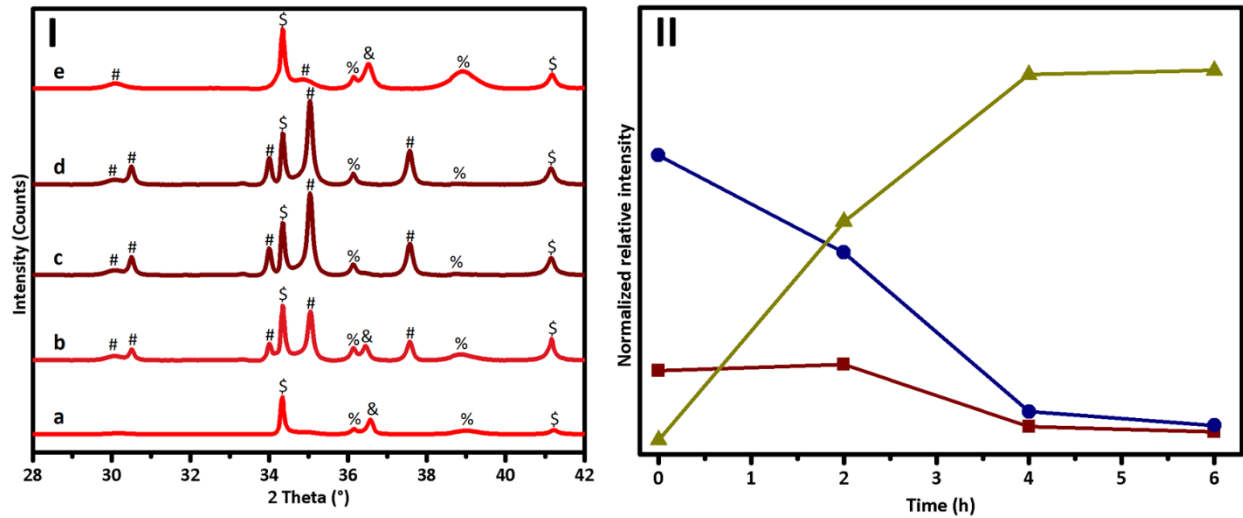 I
Intensity (Counts)
e
# $ # % & % $
d
# # # $ # % # % $
c
# # # $ # % # % $
b
# # # $ # % & # % $
a
$ % & % $
28 30 32 34 36 38 40 42
2 Theta (°)
II
Normalized relative intensity
0 1 2 3 4 5 6
Time (h)